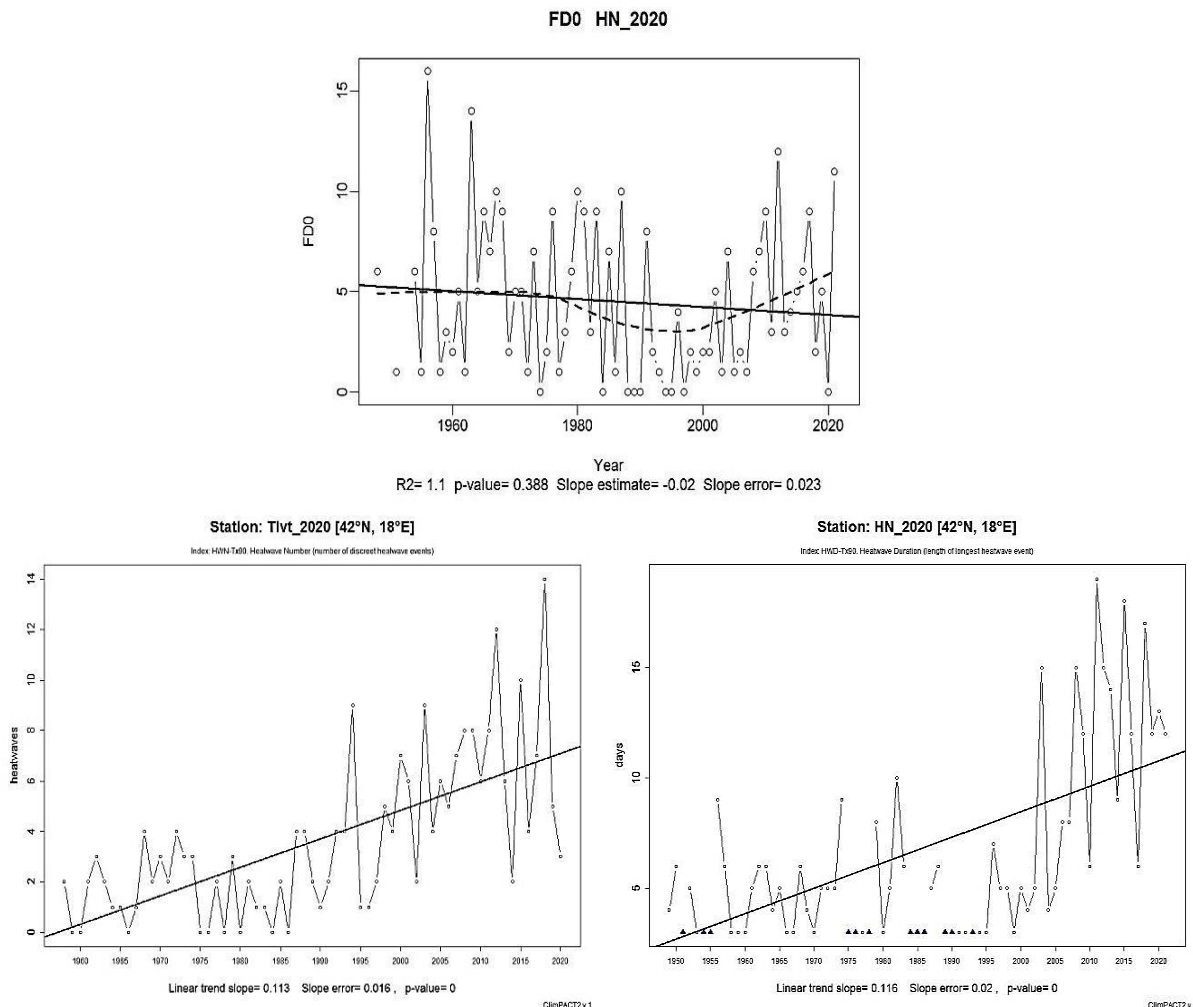 FD0 HN_2020
15
10
5
0
FD0
1960 1980 2000 2020
Year
R2= 1.1 p-value= 0.388 Slope estimate= -0.02 Slope error= 0.023
Station: Tivt_2020 [42°N, 18°E]
Index: HWN-Tx90. Heatwave Number (number of discreet heatwave events)
14
12
10
8
6
4
2
0
heatwaves
1960 1965 1970 1975 1980 1985 1990 1995 2000 2005 2010 2015 2020
Linear trend slope= 0.113 Slope error= 0.016 , p-value= 0
ClimPACT2 v 1
Station: HN_2020 [42°N, 18°E]
Index: HWD-Tx90. Heatwave Duration (length of longest heatwave event)
15
10
5
days
1950 1955 1960 1965 1970 1975 1980 1985 1990 1995 2000 2005 2010 2015 2020
Linear trend slope= 0.116 Slope error= 0.02 , p-value= 0
ClimPACT2 v